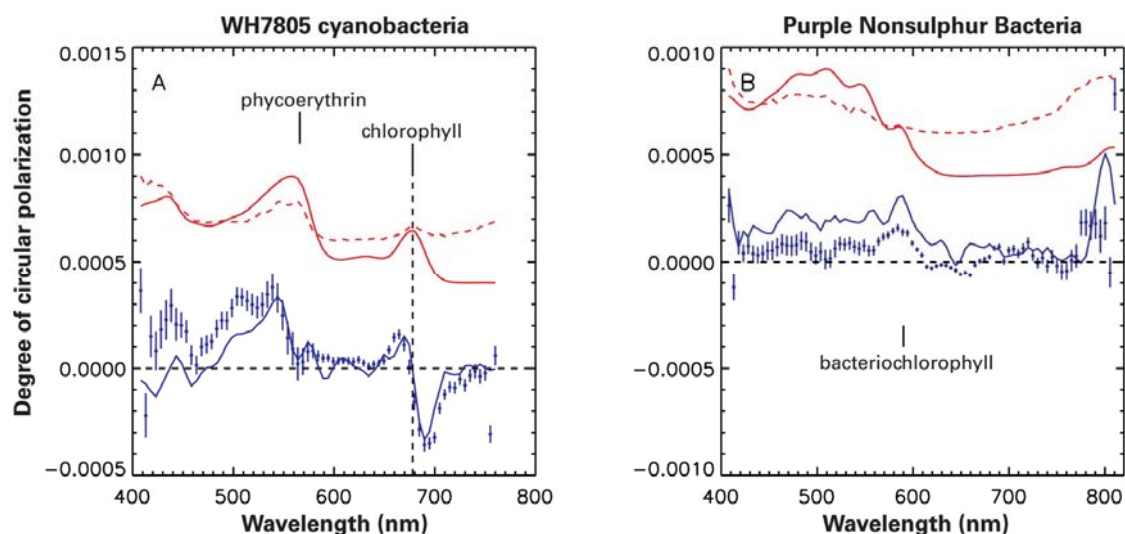 WH7805 cyanobacteria
Purple Nonsulphur Bacteria
Degree of circular polarization
0.0015
0.0010
0.0005
0.0000
−0.0005
A
phycoerythrin
chlorophyll
400 500 600 700 800
Wavelength (nm)
0.0010
0.0005
0.0000
−0.0005
−0.0010
B
bacteriochlorophyll
400 500 600 700 800
Wavelength (nm)